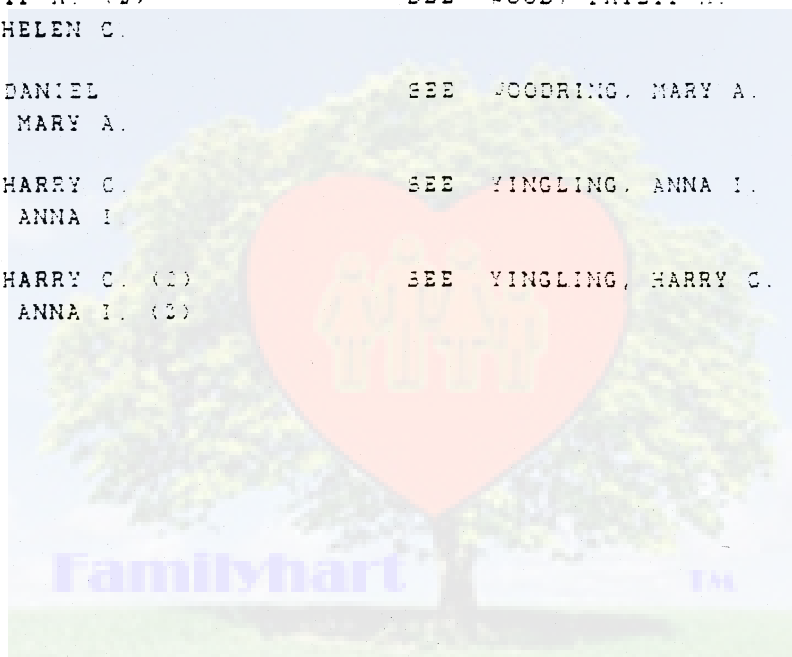 HELEN C.
DANIEL SEE WOODRING, MARY A.
MARY A.
HARRY C. SEE YINGLING, ANNA I.
ANNA I.
HARRY C. (2) SEE YINGLING, HARRY C.
ANNA I. (2)
Familyhart TM